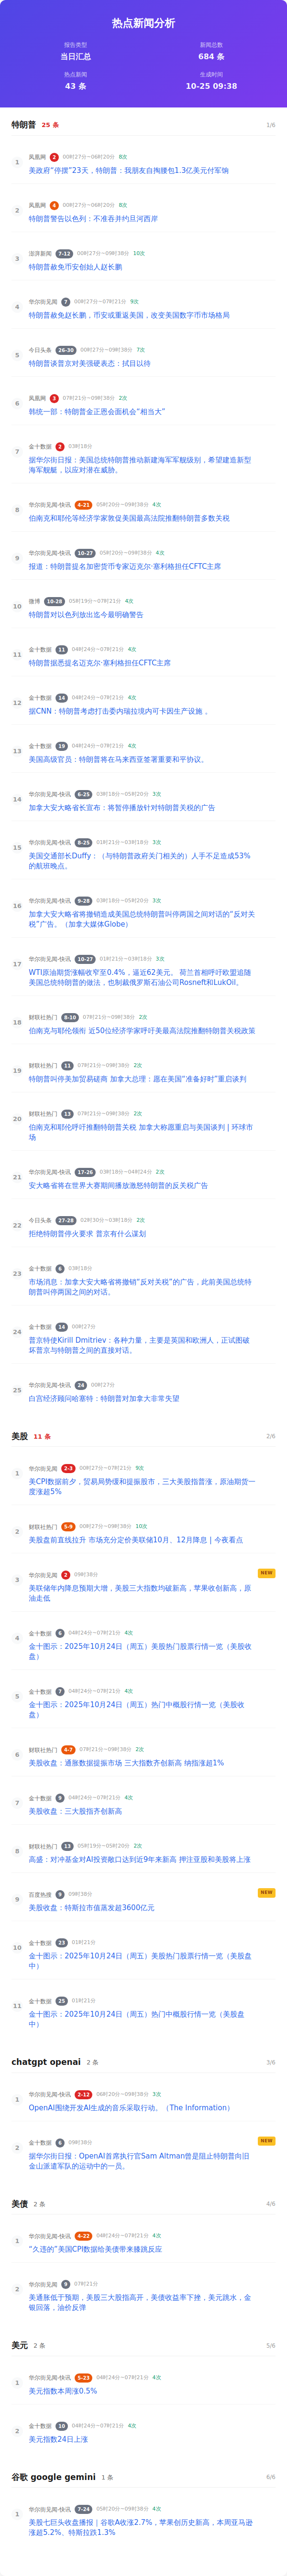 热点新闻分析
报告类型
当日汇总
新闻总数
684 条
热点新闻
43 条
生成时间
10-25 09:38
特朗普 25 条 1/6
1
凤凰网 2 00时27分~06时20分 8次
美政府“停摆”23天，特朗普：我朋友自掏腰包1.3亿美元付军饷
2
凤凰网 4 00时27分~06时20分 8次
特朗普警告以色列：不准吞并约旦河西岸
3
澎湃新闻 7-12 00时27分~09时38分 10次
特朗普赦免币安创始人赵长鹏
4
华尔街见闻 7 00时27分~07时21分 9次
特朗普赦免赵长鹏，币安或重返美国，改变美国数字币市场格局
5
今日头条 26-30 00时27分~09时38分 7次
特朗普谈普京对美强硬表态：拭目以待
6
凤凰网 3 07时21分~09时38分 2次
韩统一部：特朗普金正恩会面机会“相当大”
7
金十数据 2 03时18分
据华尔街日报：美国总统特朗普推动新建海军军舰级别，希望建造新型
海军舰艇，以应对潜在威胁。
8
华尔街见闻-快讯 4-21 05时20分~09时38分 4次
伯南克和耶伦等经济学家敦促美国最高法院推翻特朗普多数关税
9
华尔街见闻-快讯 10-27 05时20分~09时38分 4次
报道：特朗普提名加密货币专家迈克尔·塞利格担任CFTC主席
10
微博 10-28 05时19分~07时21分 4次
特朗普对以色列放出迄今最明确警告
11
金十数据 11 04时24分~07时21分 4次
特朗普据悉提名迈克尔·塞利格担任CFTC主席
12
金十数据 14 04时24分~07时21分 4次
据CNN：特朗普考虑打击委内瑞拉境内可卡因生产设施，
13
金十数据 19 04时24分~07时21分 4次
美国高级官员：特朗普将在马来西亚签署重要和平协议。
14
华尔街见闻-快讯 6-25 03时18分~05时20分 3次
加拿大安大略省长宣布：将暂停播放针对特朗普关税的广告
15
华尔街见闻-快讯 8-25 01时21分~03时18分 3次
美国交通部长Duffy：（与特朗普政府关门相关的）人手不足造成53%
的航班晚点。
16
华尔街见闻-快讯 9-28 03时18分~05时20分 3次
加拿大安大略省将撤销造成美国总统特朗普叫停两国之间对话的“反对关
税”广告。（加拿大媒体Globe）
17
华尔街见闻-快讯 10-27 01时21分~03时18分 3次
WTI原油期货涨幅收窄至0.4%，逼近62美元。 荷兰首相呼吁欧盟追随
美国总统特朗普的做法，也制裁俄罗斯石油公司Rosneft和LukOil。
18
财联社热门 8-10 07时21分~09时38分 2次
伯南克与耶伦领衔 近50位经济学家呼吁美最高法院推翻特朗普关税政策
19
财联社热门 11 07时21分~09时38分 2次
特朗普叫停美加贸易磋商 加拿大总理：愿在美国“准备好时”重启谈判
20
财联社热门 13 07时21分~09时38分 2次
伯南克和耶伦呼吁推翻特朗普关税 加拿大称愿重启与美国谈判 | 环球市
场
21
华尔街见闻-快讯 17-26 03时18分~04时24分 2次
安大略省将在世界大赛期间播放激怒特朗普的反关税广告
22
今日头条 27-28 02时30分~03时18分 2次
拒绝特朗普停火要求 普京有什么谋划
23
金十数据 6 03时18分
市场消息：加拿大安大略省将撤销“反对关税”的广告，此前美国总统特
朗普叫停两国之间的对话。
24
金十数据 14 00时27分
普京特使Kirill Dmitriev：各种力量，主要是英国和欧洲人，正试图破
坏普京与特朗普之间的直接对话。
25
华尔街见闻-快讯 24 00时27分
白宫经济顾问哈塞特：特朗普对加拿大非常失望
美股 11 条 2/6
1
华尔街见闻 2-3 00时27分~07时21分 9次
美CPI数据前夕，贸易局势缓和提振股市，三大美股指普涨，原油期货一
度涨超5%
2
财联社热门 5-9 00时27分~09时38分 10次
美股盘前直线拉升 市场充分定价美联储10月、12月降息 | 今夜看点
3
华尔街见闻 2 09时38分 NEW
美联储年内降息预期大增，美股三大指数均破新高，苹果收创新高，原
油走低
4
金十数据 6 04时24分~07时21分 4次
金十图示：2025年10月24日（周五）美股热门股票行情一览（美股收
盘）
5
金十数据 7 04时24分~07时21分 4次
金十图示：2025年10月24日（周五）热门中概股行情一览（美股收
盘）
6
财联社热门 4-7 07时21分~09时38分 2次
美股收盘：通胀数据提振市场 三大指数齐创新高 纳指涨超1%
7
金十数据 9 04时24分~07时21分 4次
美股收盘：三大股指齐创新高
8
财联社热门 13 05时19分~05时20分 2次
高盛：对冲基金对AI投资敞口达到近9年来新高 押注亚股和美股将上涨
9
百度热搜 9 09时38分 NEW
美股收盘：特斯拉市值蒸发超3600亿元
10
金十数据 23 01时21分
金十图示：2025年10月24日（周五）美股热门股票行情一览（美股盘
中）
11
金十数据 25 01时21分
金十图示：2025年10月24日（周五）热门中概股行情一览（美股盘
中）
chatgpt openai 2 条 3/6
1
华尔街见闻-快讯 2-12 06时20分~09时38分 3次
OpenAI围绕开发AI生成的音乐采取行动。（The Information）
2
金十数据 6 09时38分 NEW
据华尔街日报：OpenAI首席执行官Sam Altman曾是阻止特朗普向旧
金山派遣军队的运动中的一员。
美债 2 条 4/6
1
华尔街见闻-快讯 4-22 04时24分~07时21分 4次
“久违的”美国CPI数据给美债带来膝跳反应
2
华尔街见闻 9 07时21分
美通胀低于预期，美股三大股指高开，美债收益率下挫，美元跳水，金
银回落，油价反弹
美元 2 条 5/6
1
华尔街见闻-快讯 5-23 04时24分~07时21分 4次
美元指数本周涨0.5%
2
金十数据 10 04时24分~07时21分 4次
美元指数24日上涨
谷歌 google gemini 1 条 6/6
1
华尔街见闻-快讯 7-24 05时20分~09时38分 4次
美股七巨头收盘播报｜谷歌A收涨2.7%，苹果创历史新高，本周亚马逊
涨超5.2%、特斯拉跌1.3%